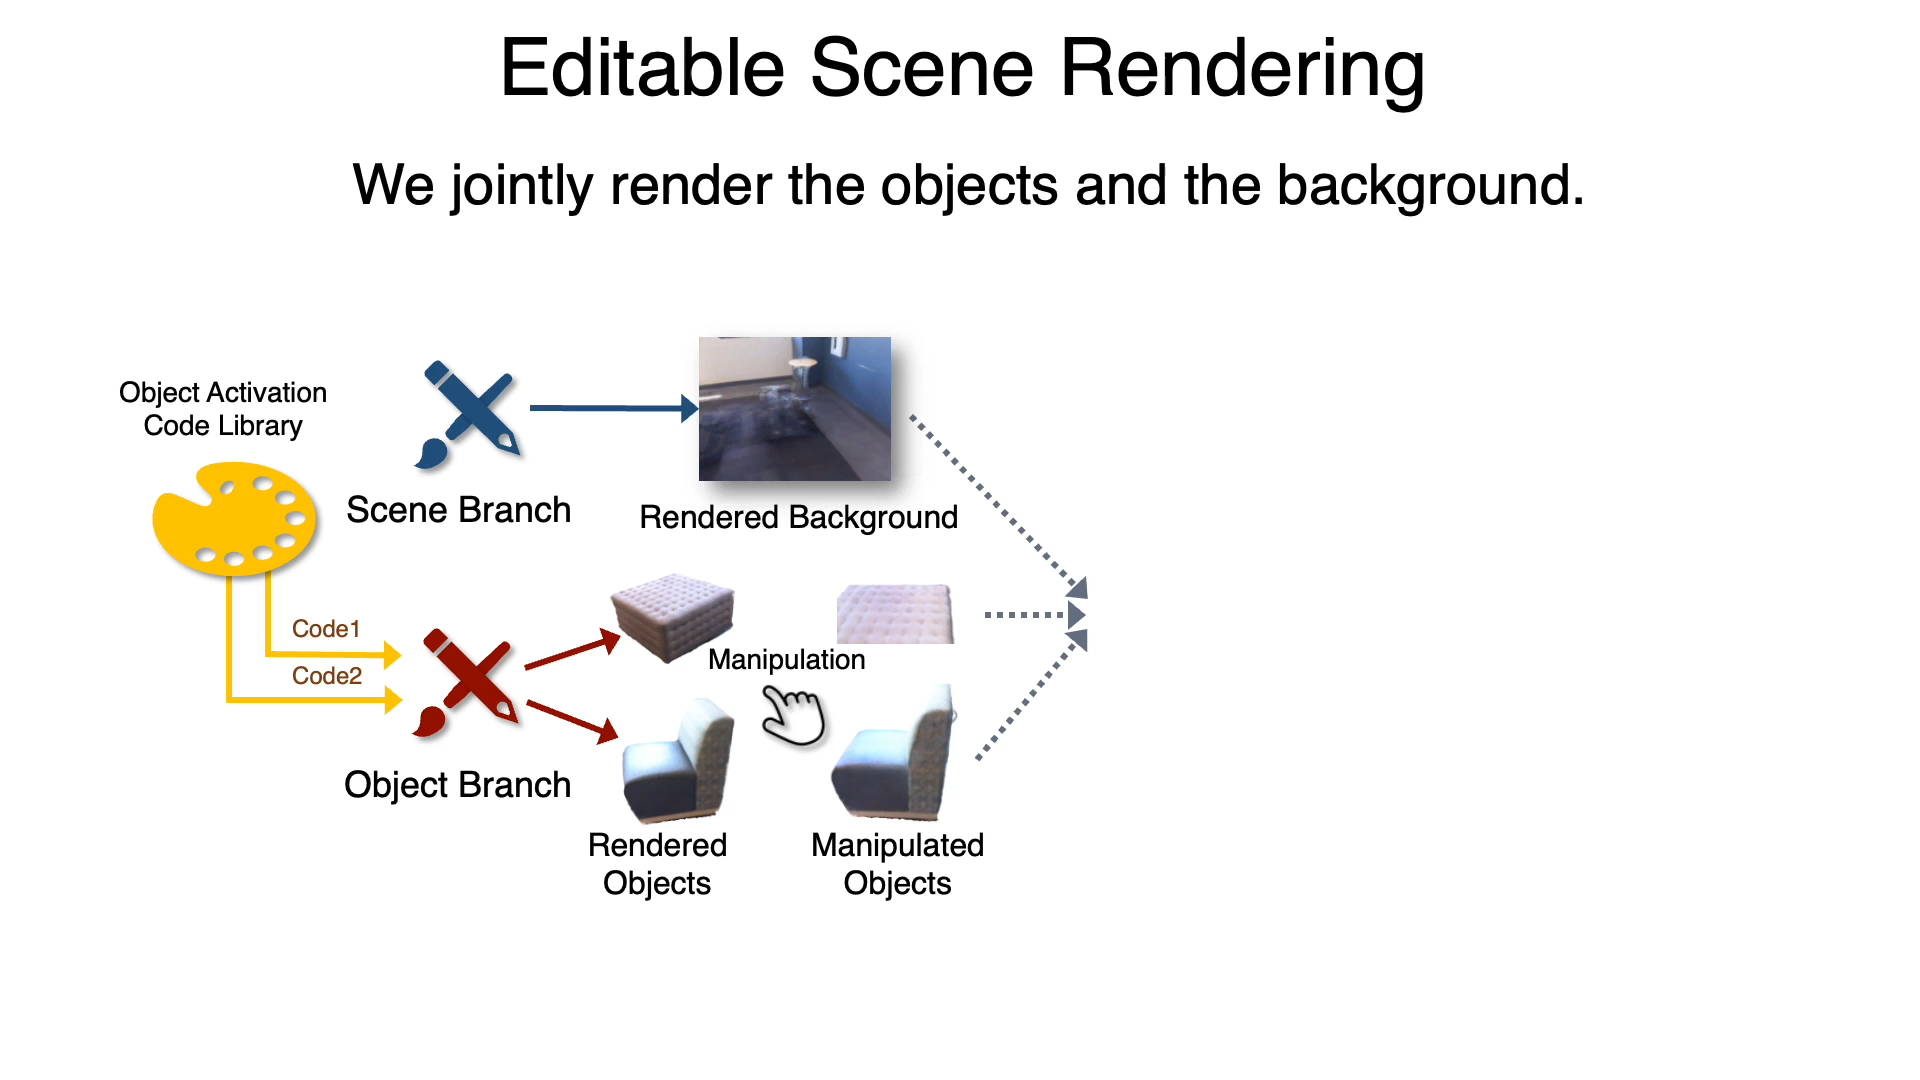 Editable Scene Rendering
We jointly render the objects and the background.
Object Activation
Code Library
Scene Branch
Rendered Background
Code1
Code2
Manipulation
Object Branch
Rendered
Objects
Manipulated
Objects